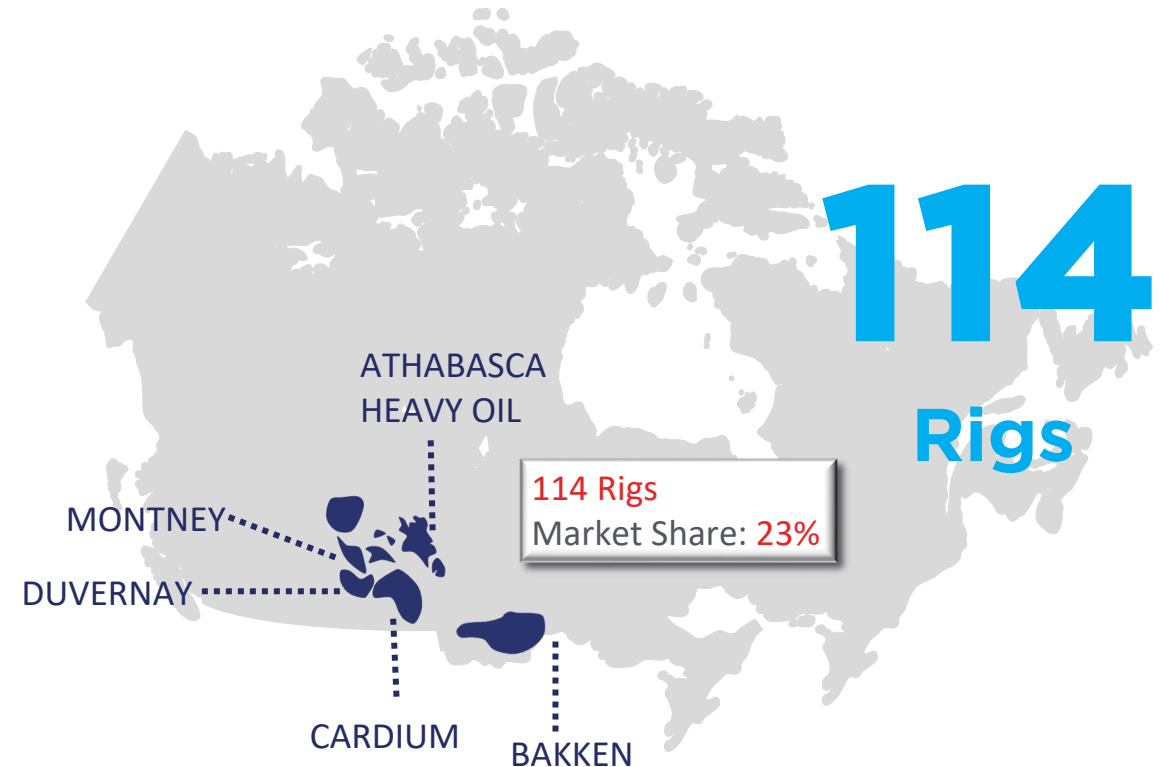 114
Rigs
ATHABASCA
HEAVY OIL
114 Rigs
Market Share: 23%
MONTNEY
DUVERNAY
CARDIUM
BAKKEN